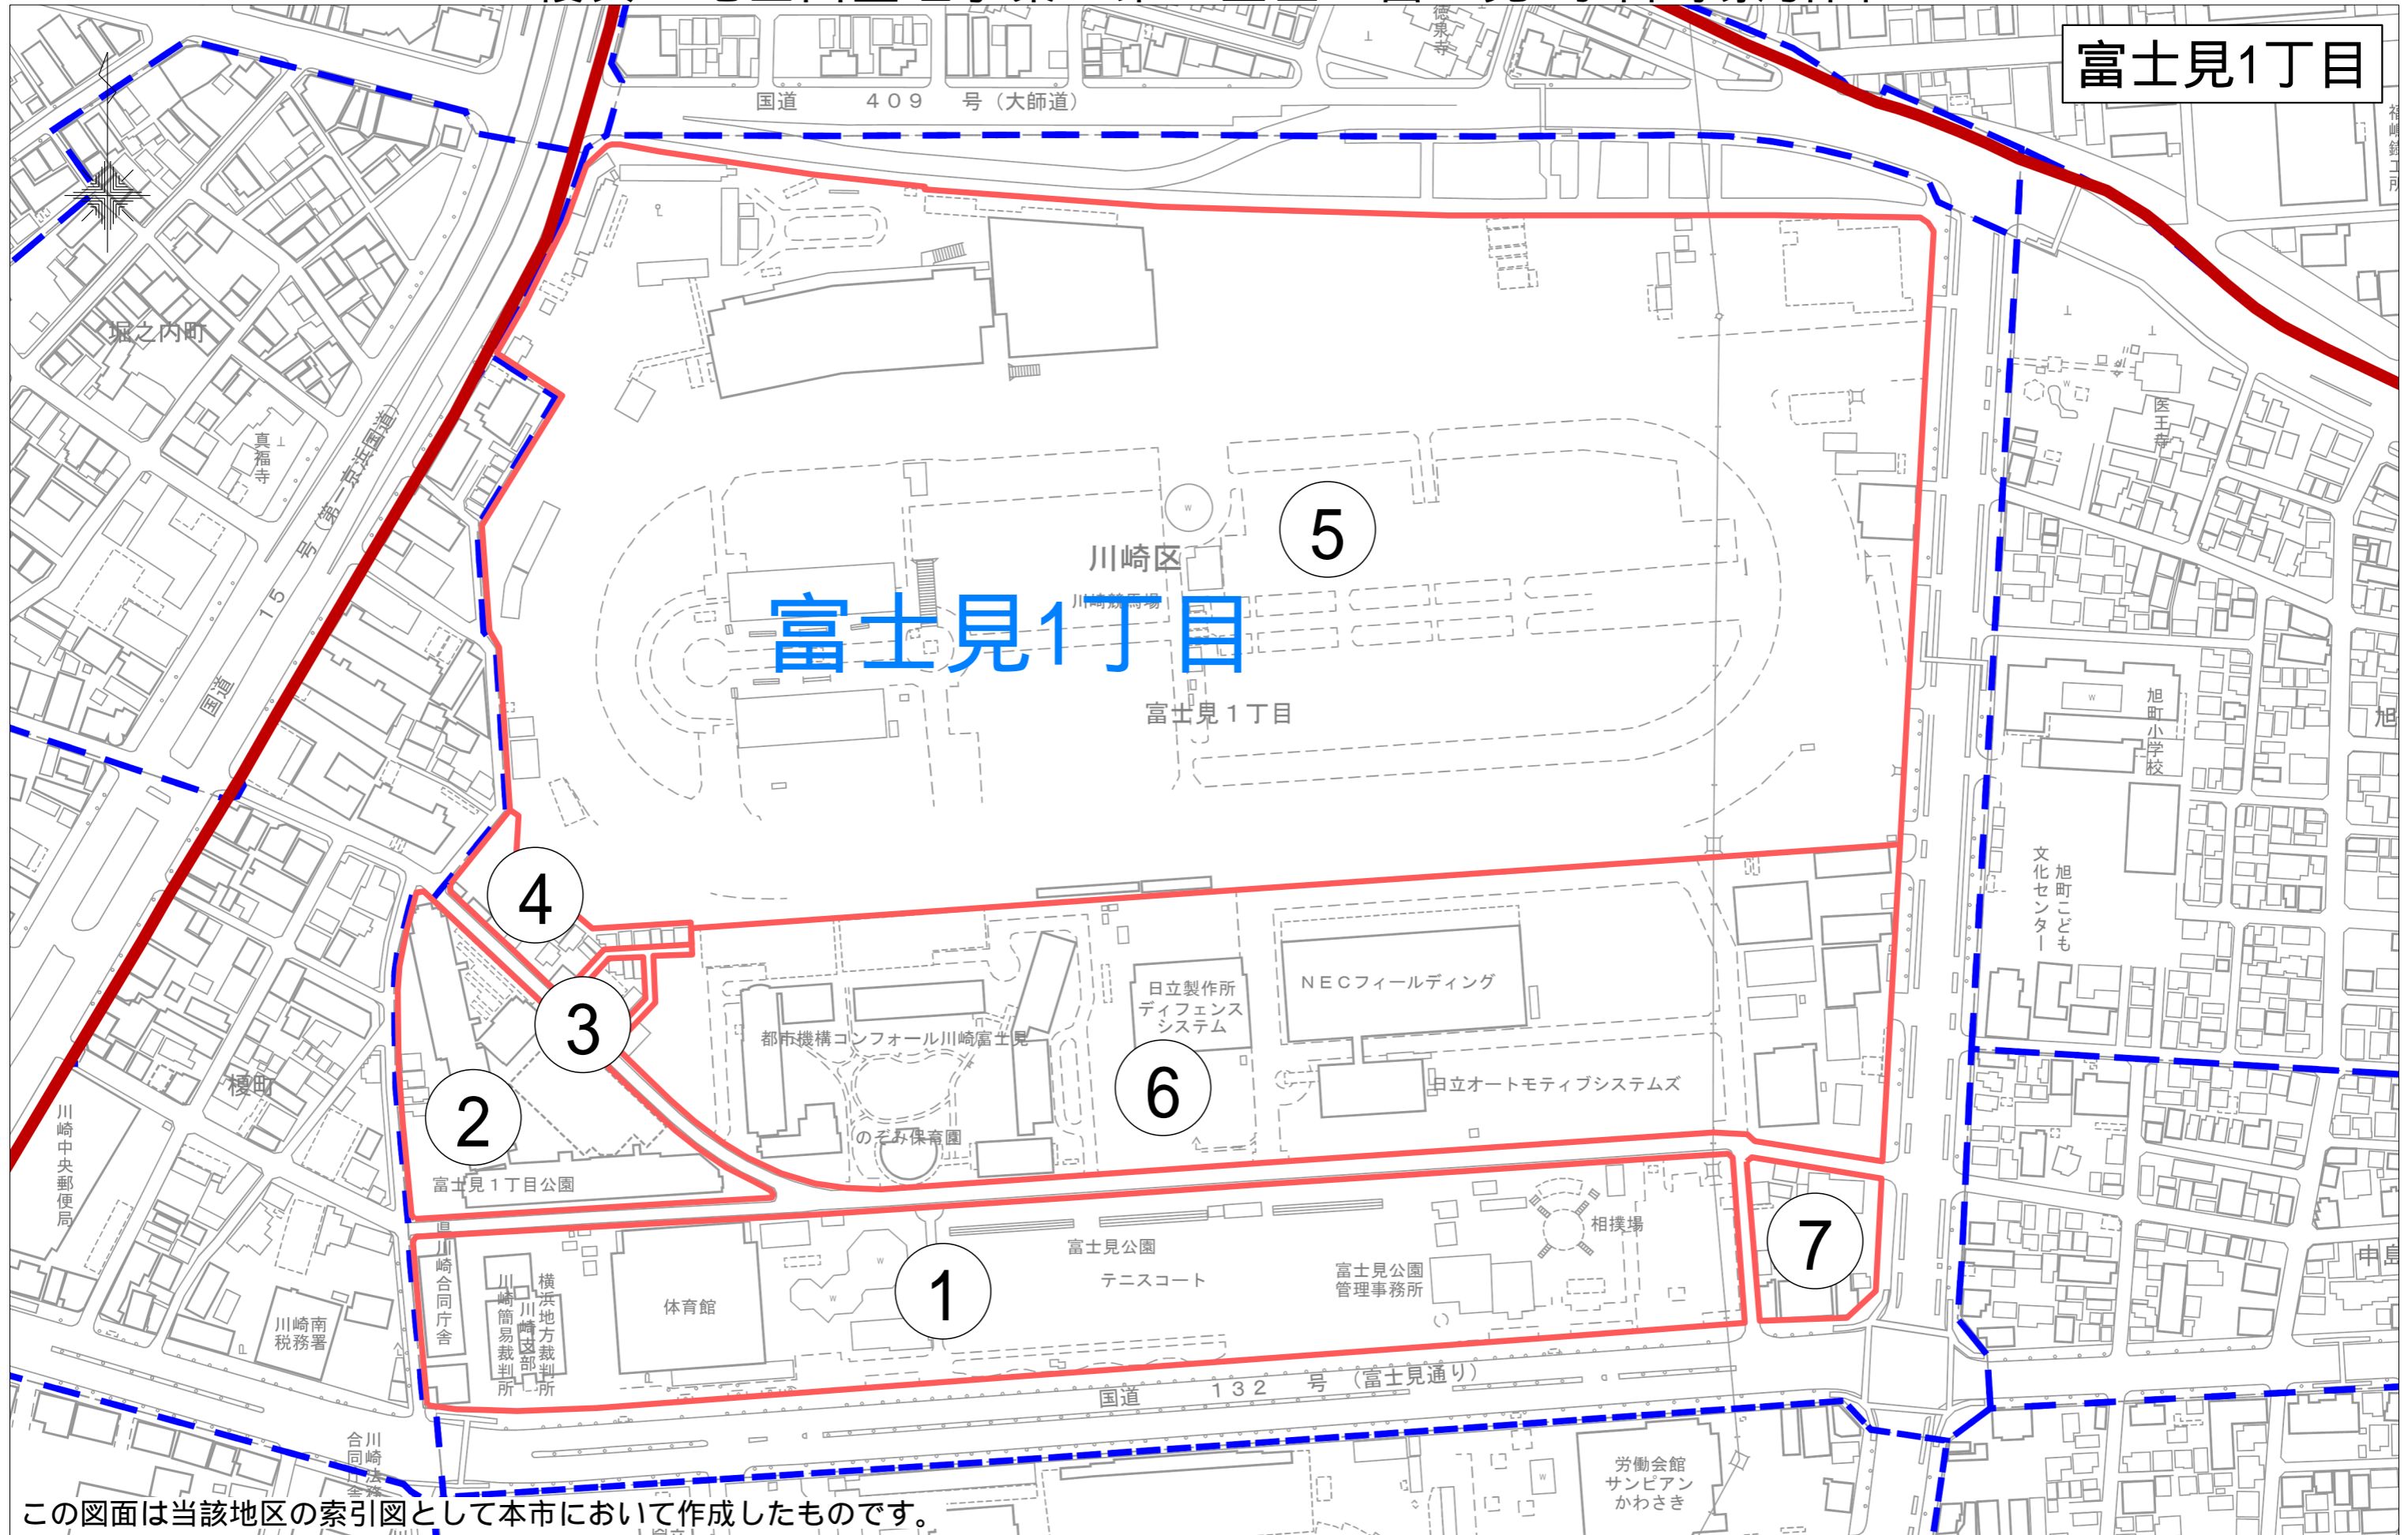 富士見1丁目
徳泉寺
国道 409 号（大師道）
堀之内町
真福寺
国道 15 号（第一京浜国道）
医王寺
5
川崎区
川崎競馬場
富士見1丁目
富士見１丁目
旭町小学校
旭町こども
文化センター
4
3
2
日立製作所
ディフェンス
システム
NECフィールディング
都市機構コンフォール川崎富士見
6
日立オートモティブシステムズ
のぞみ保育園
榎町
川崎中央郵便局
富士見１丁目公園
川崎合同庁舎
横浜地方裁判所
川崎支部
川崎簡易裁判所
体育館
1
富士見公園
テニスコート
富士見公園
管理事務所
相撲場
7
川崎南
税務署
国道 132 号（富士見通り）
労働会館
サンピアン
かわさき
この図面は当該地区の索引図として本市において作成したものです。